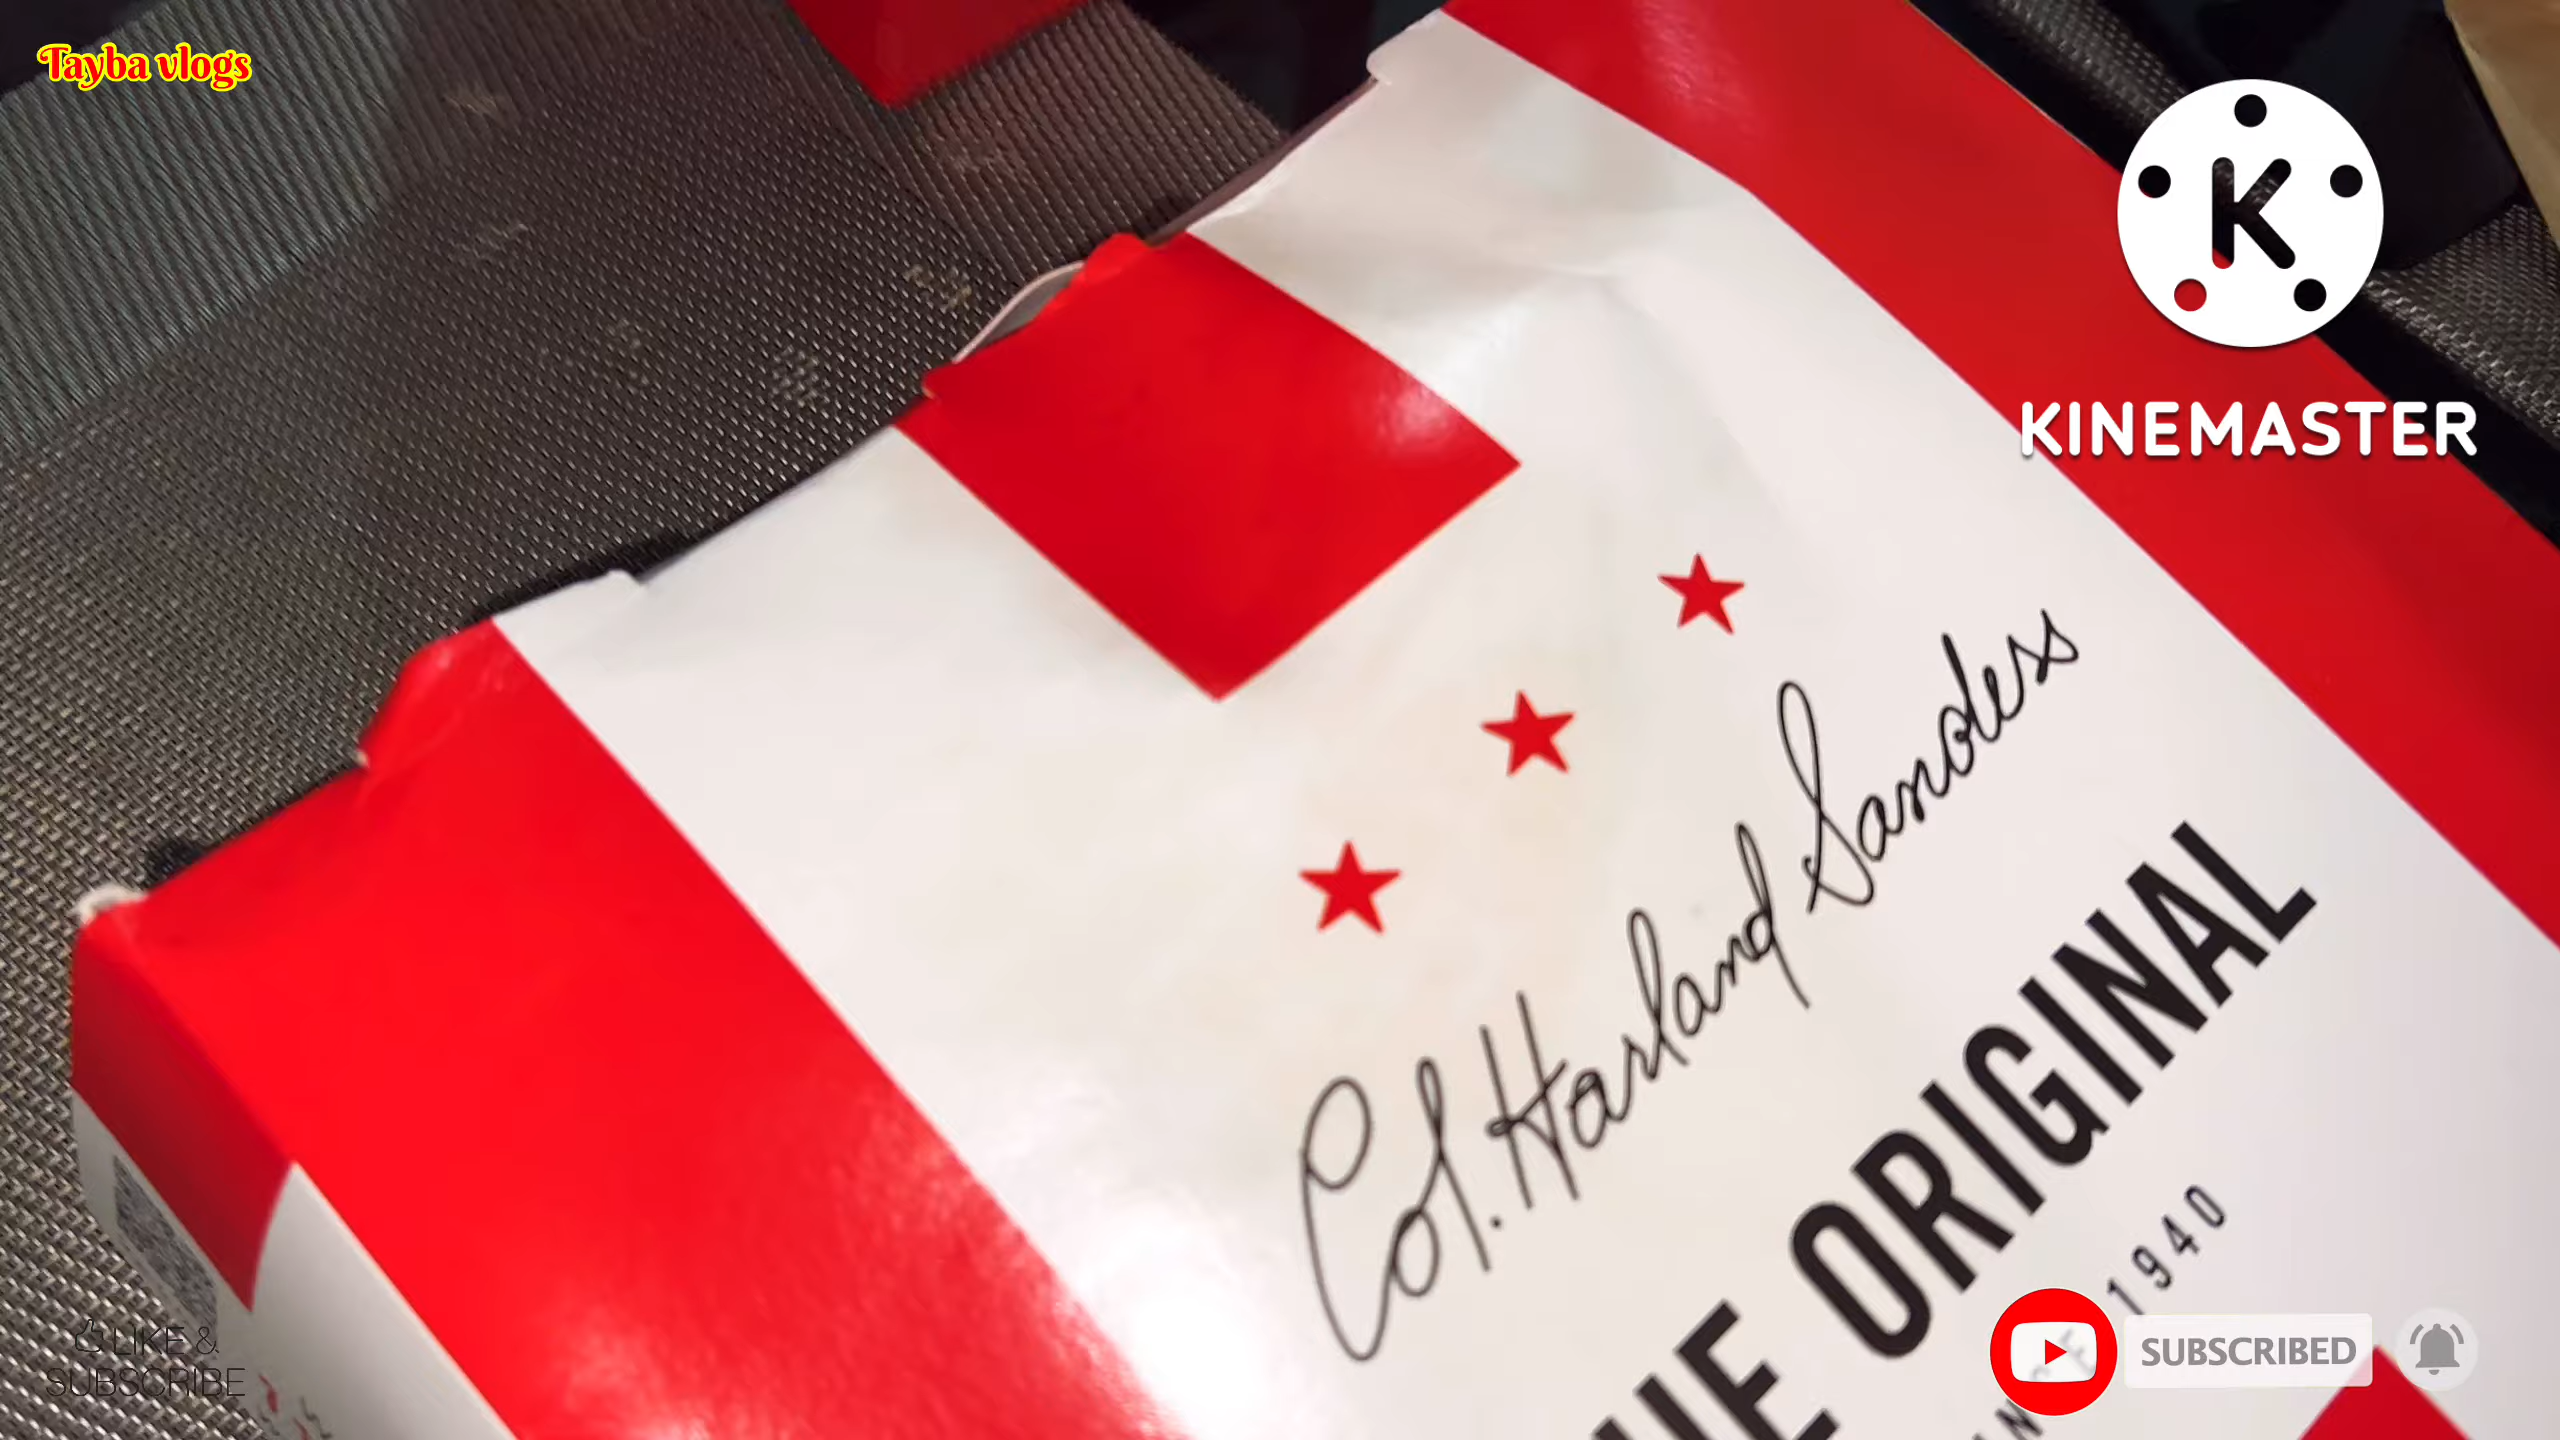 Tayba vlogs
K
KINEMASTER
Col. Harland Sanders
ORIGINAL
1940
LIKE &
SUBSCRIBE
SUBSCRIBED